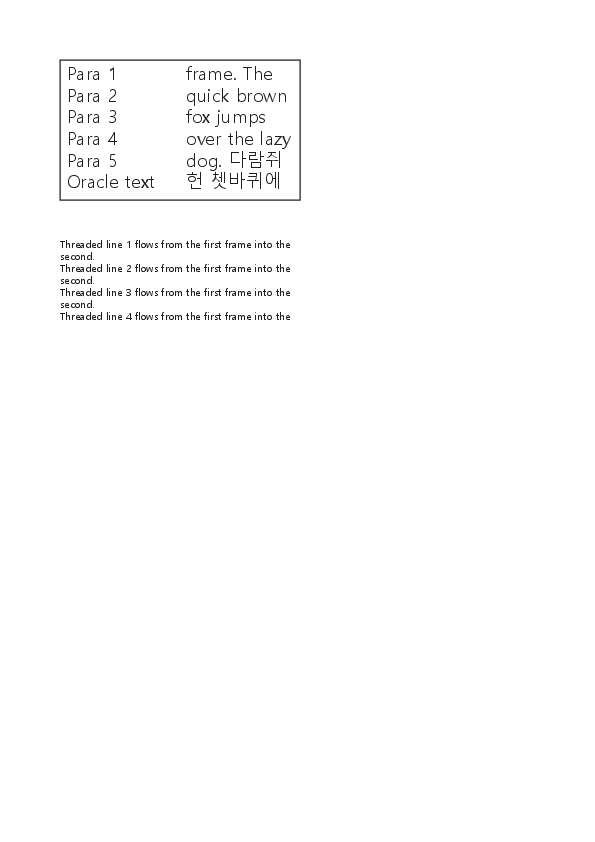 Para 1
Para 2
Para 3
Para 4
Para 5
Oracle text
frame. The
quick brown
fox jumps
over the lazy
dog. 다람쥐
헌 쳇바퀴에
Threaded line 1 flows from the first frame into the
second.
Threaded line 2 flows from the first frame into the
second.
Threaded line 3 flows from the first frame into the
second.
Threaded line 4 flows from the first frame into the